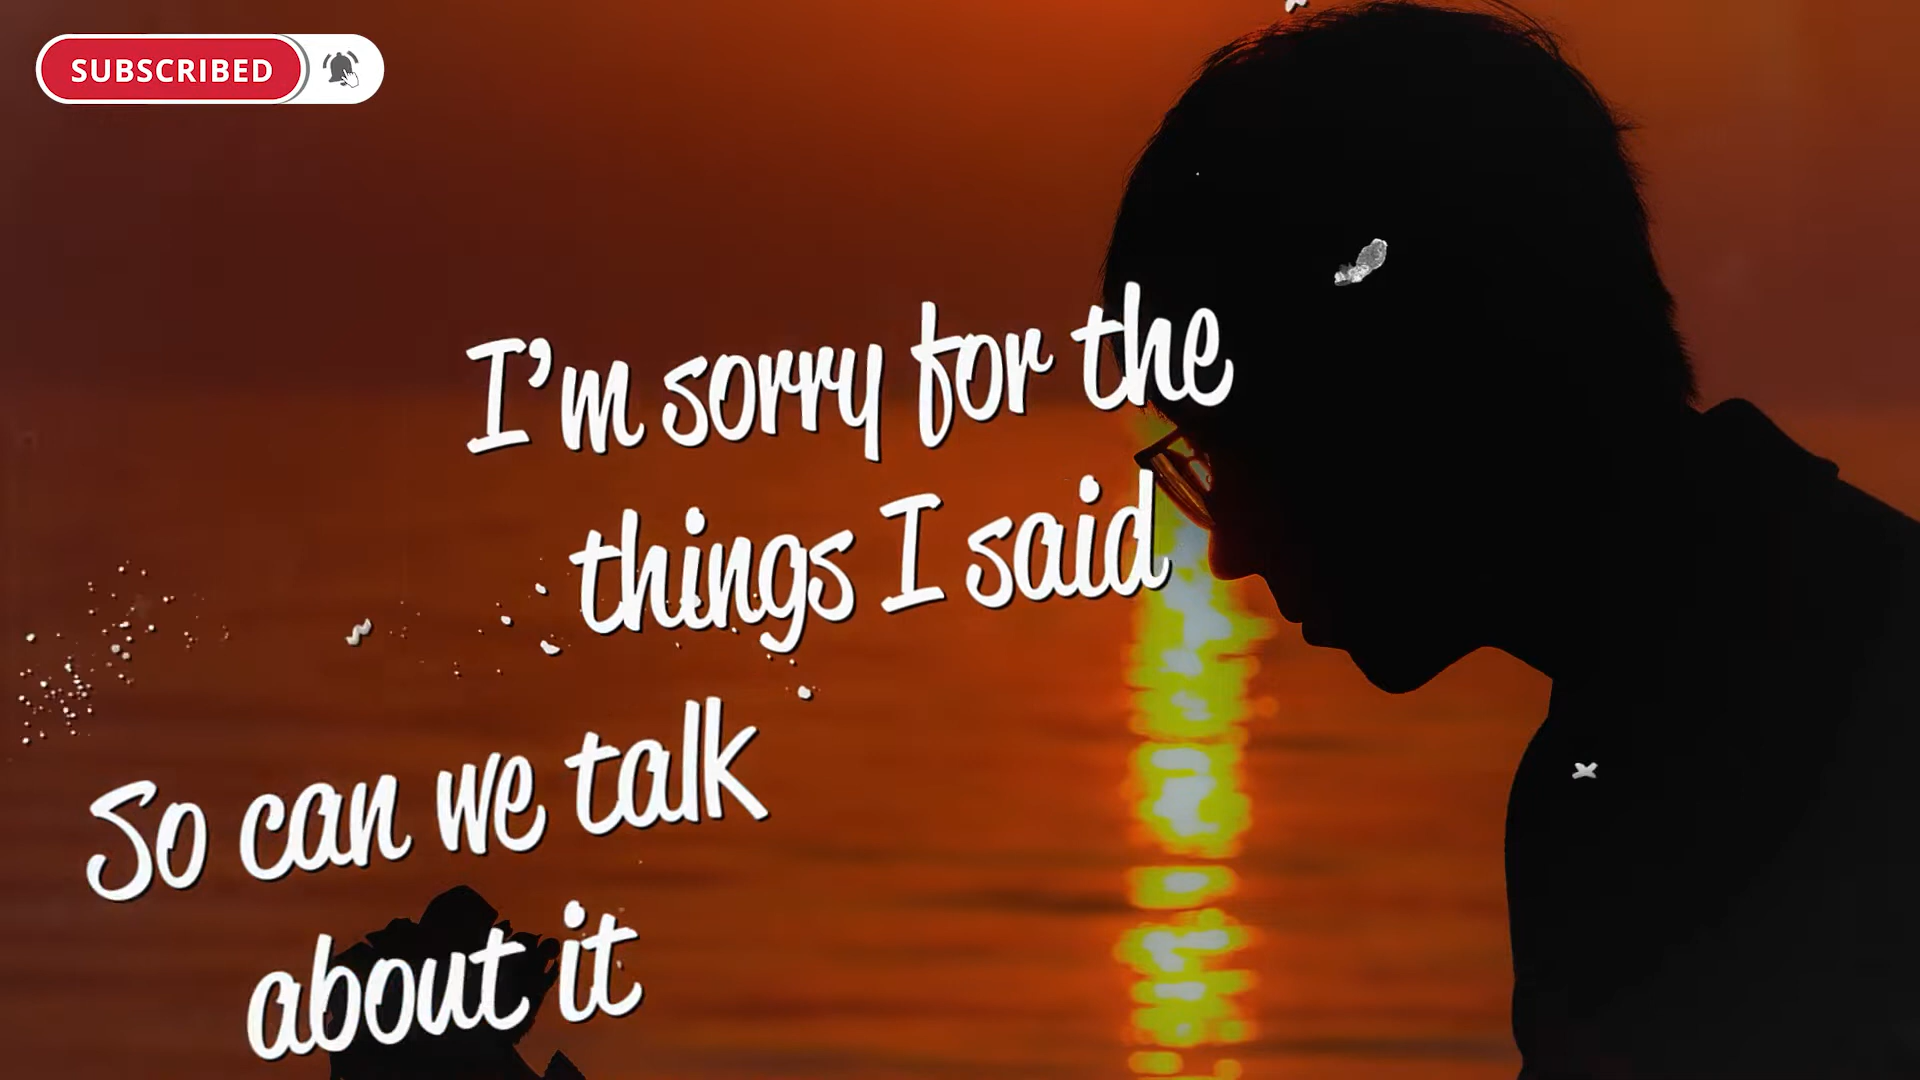 SUBSCRIBED
I'm sorry for the
things I said
So can we talk
about it